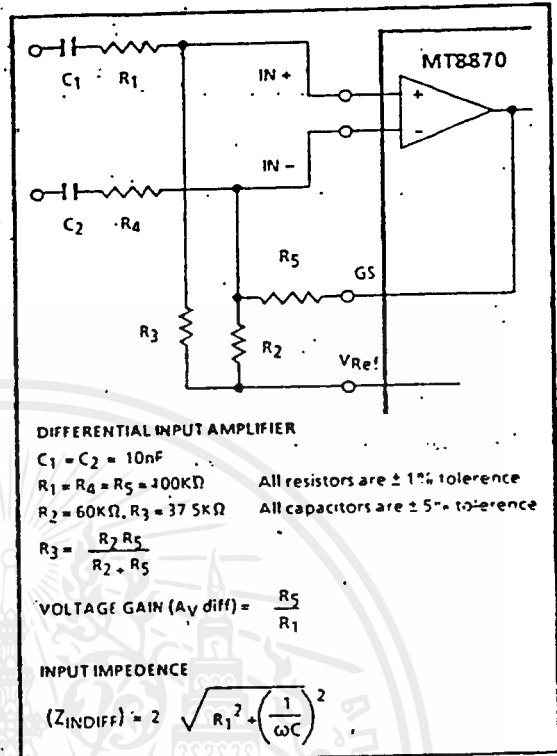 MT8870
C1 R1 IN +
+
−
IN −
C2 R4
R5 GS
R3 R2 VRef
DIFFERENTIAL INPUT AMPLIFIER
C1 = C2 = 10nF
R1 = R4 = R5 = 100KΩ All resistors are ± 1% tolerence
R2 = 60KΩ, R3 = 37.5KΩ All capacitors are ± 5% tolerence
R3 = R2 R5 / R2 + R5
VOLTAGE GAIN (AV diff) = R5 / R1
INPUT IMPEDENCE
(ZINDIFF) = 2 √ R1² + (1 / ωC)²